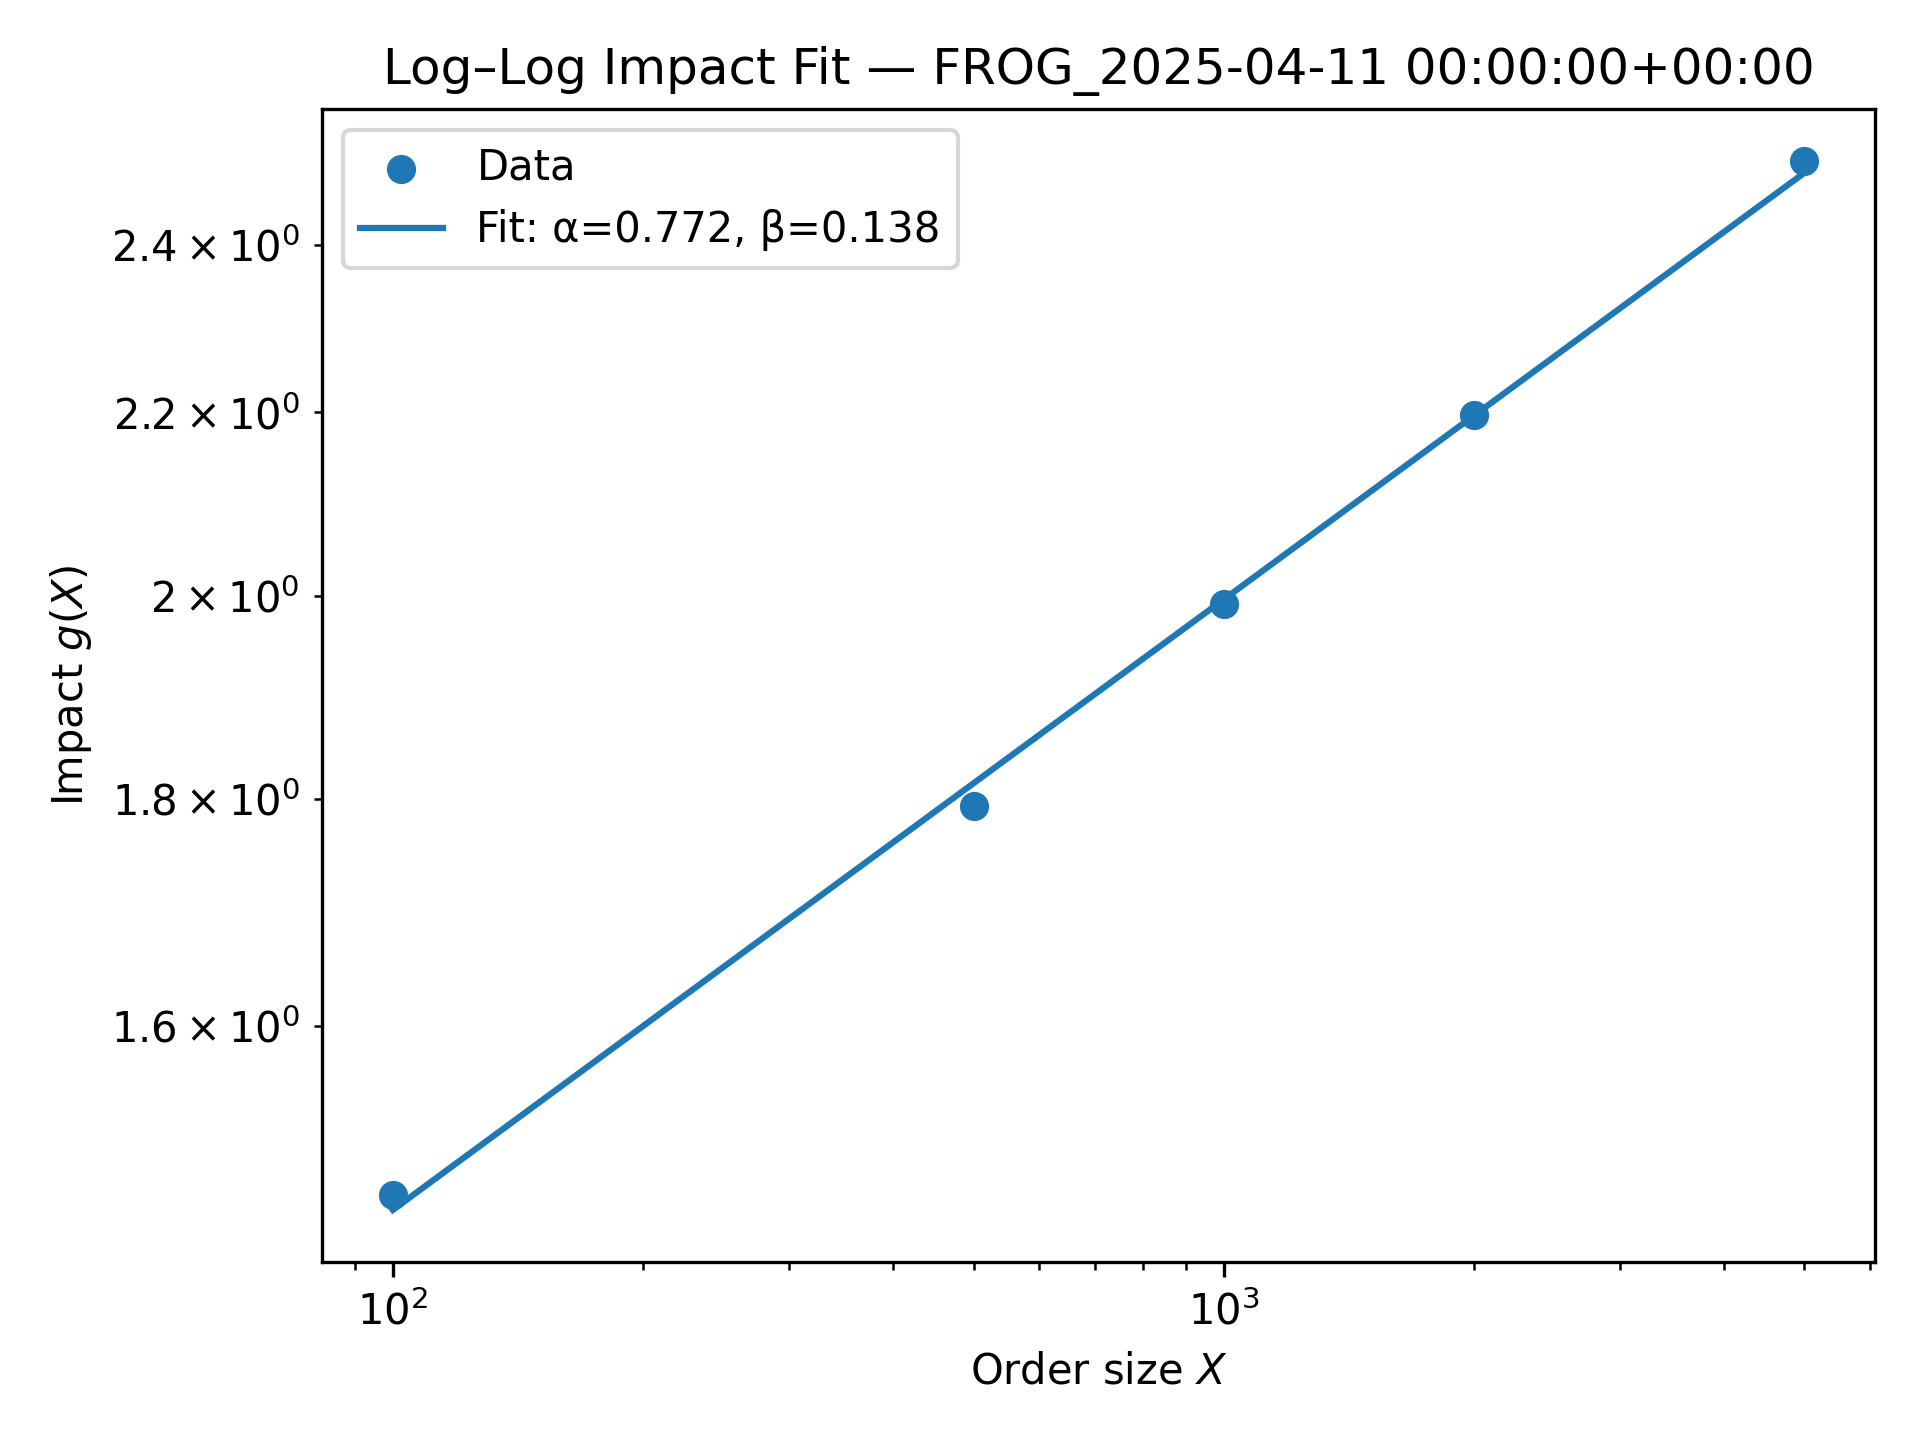 Log–Log Impact Fit — FROG_2025-04-11 00:00:00+00:00
Data
Fit: α=0.772, β=0.138
2.4 × 10⁰
2.2 × 10⁰
2 × 10⁰
1.8 × 10⁰
1.6 × 10⁰
Impact g(X)
10² 10³
Order size X